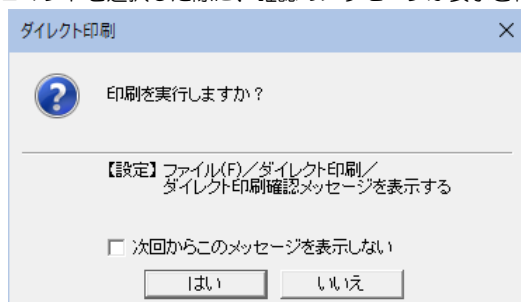 ダイレクト印刷
印刷を実行しますか？
【設定】ファイル(F)／ダイレクト印刷／
ダイレクト印刷確認メッセージを表示する
次回からこのメッセージを表示しない
はい いいえ